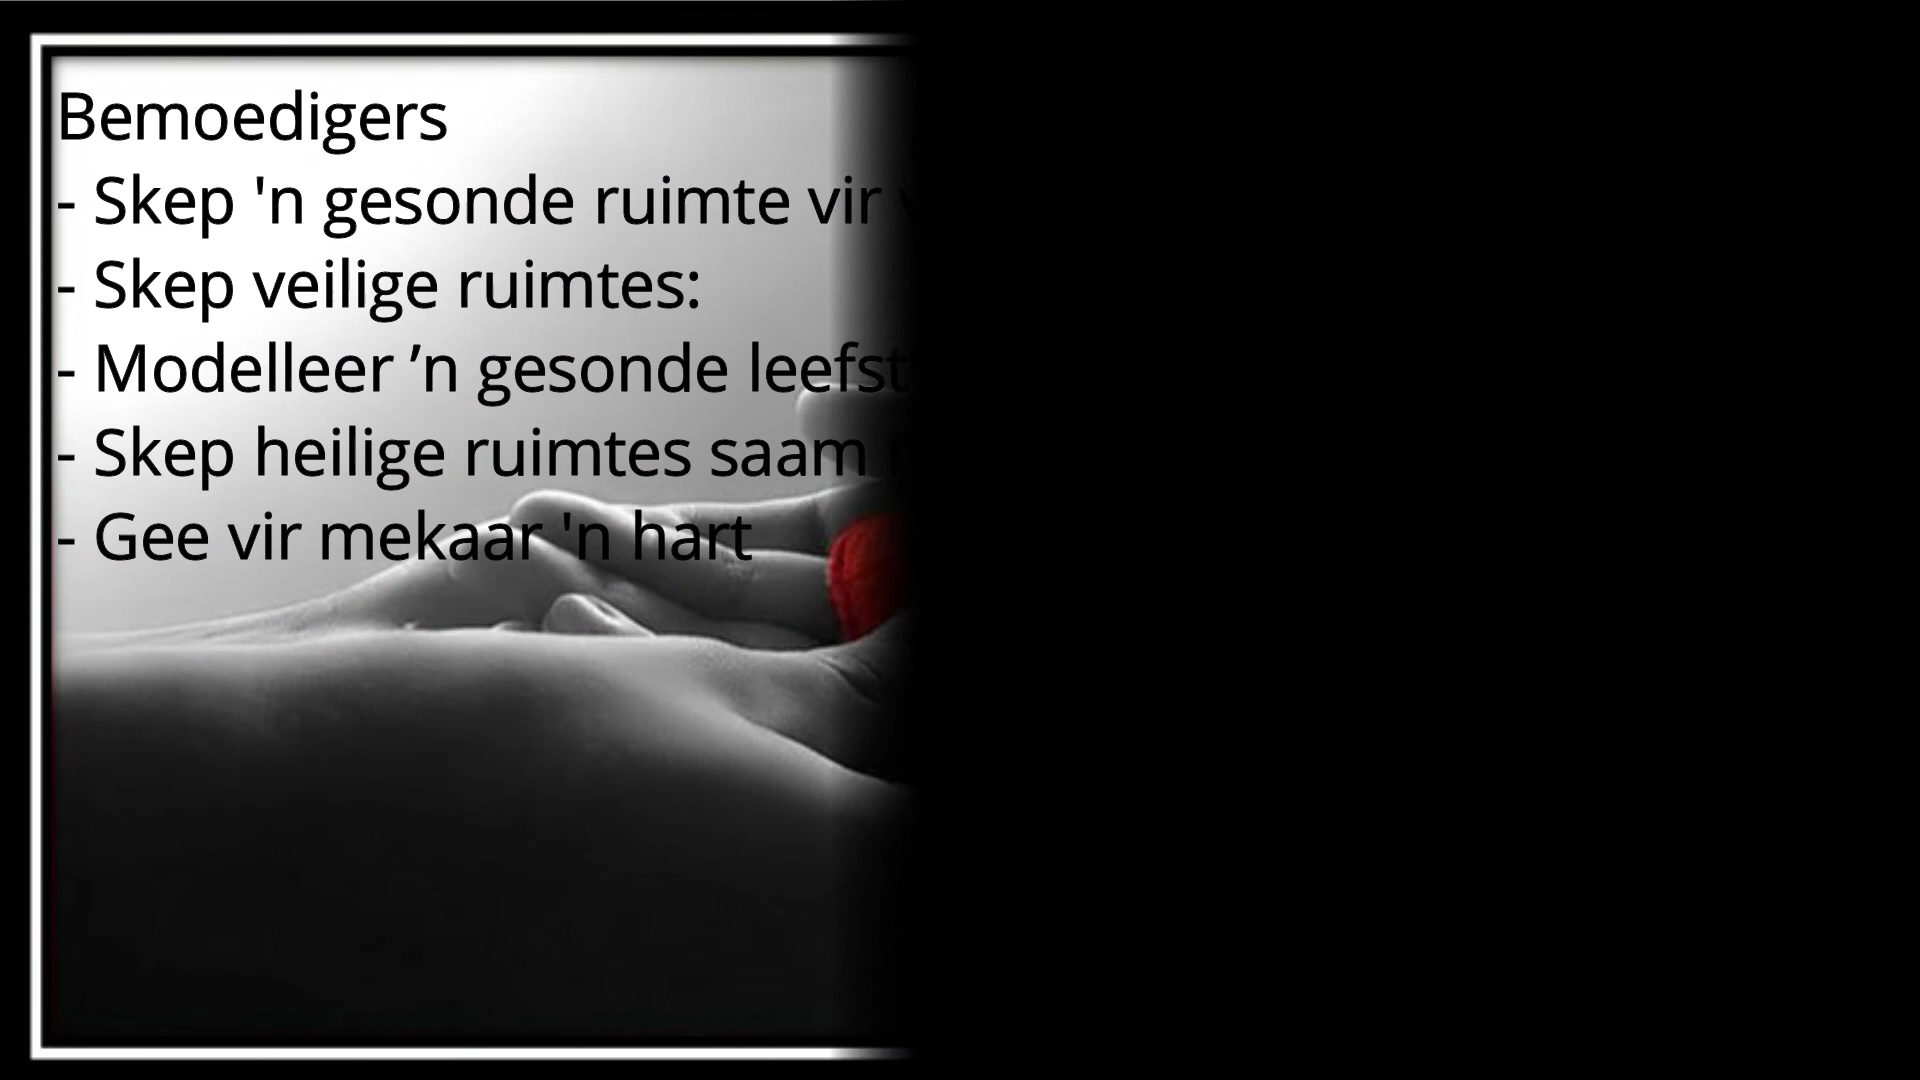 Bemoedigers
- Skep 'n gesonde ruimte vir
- Skep veilige ruimtes:
- Modelleer ’n gesonde
- Skep heilige ruimtes saam
- Gee vir mekaar 'n hart